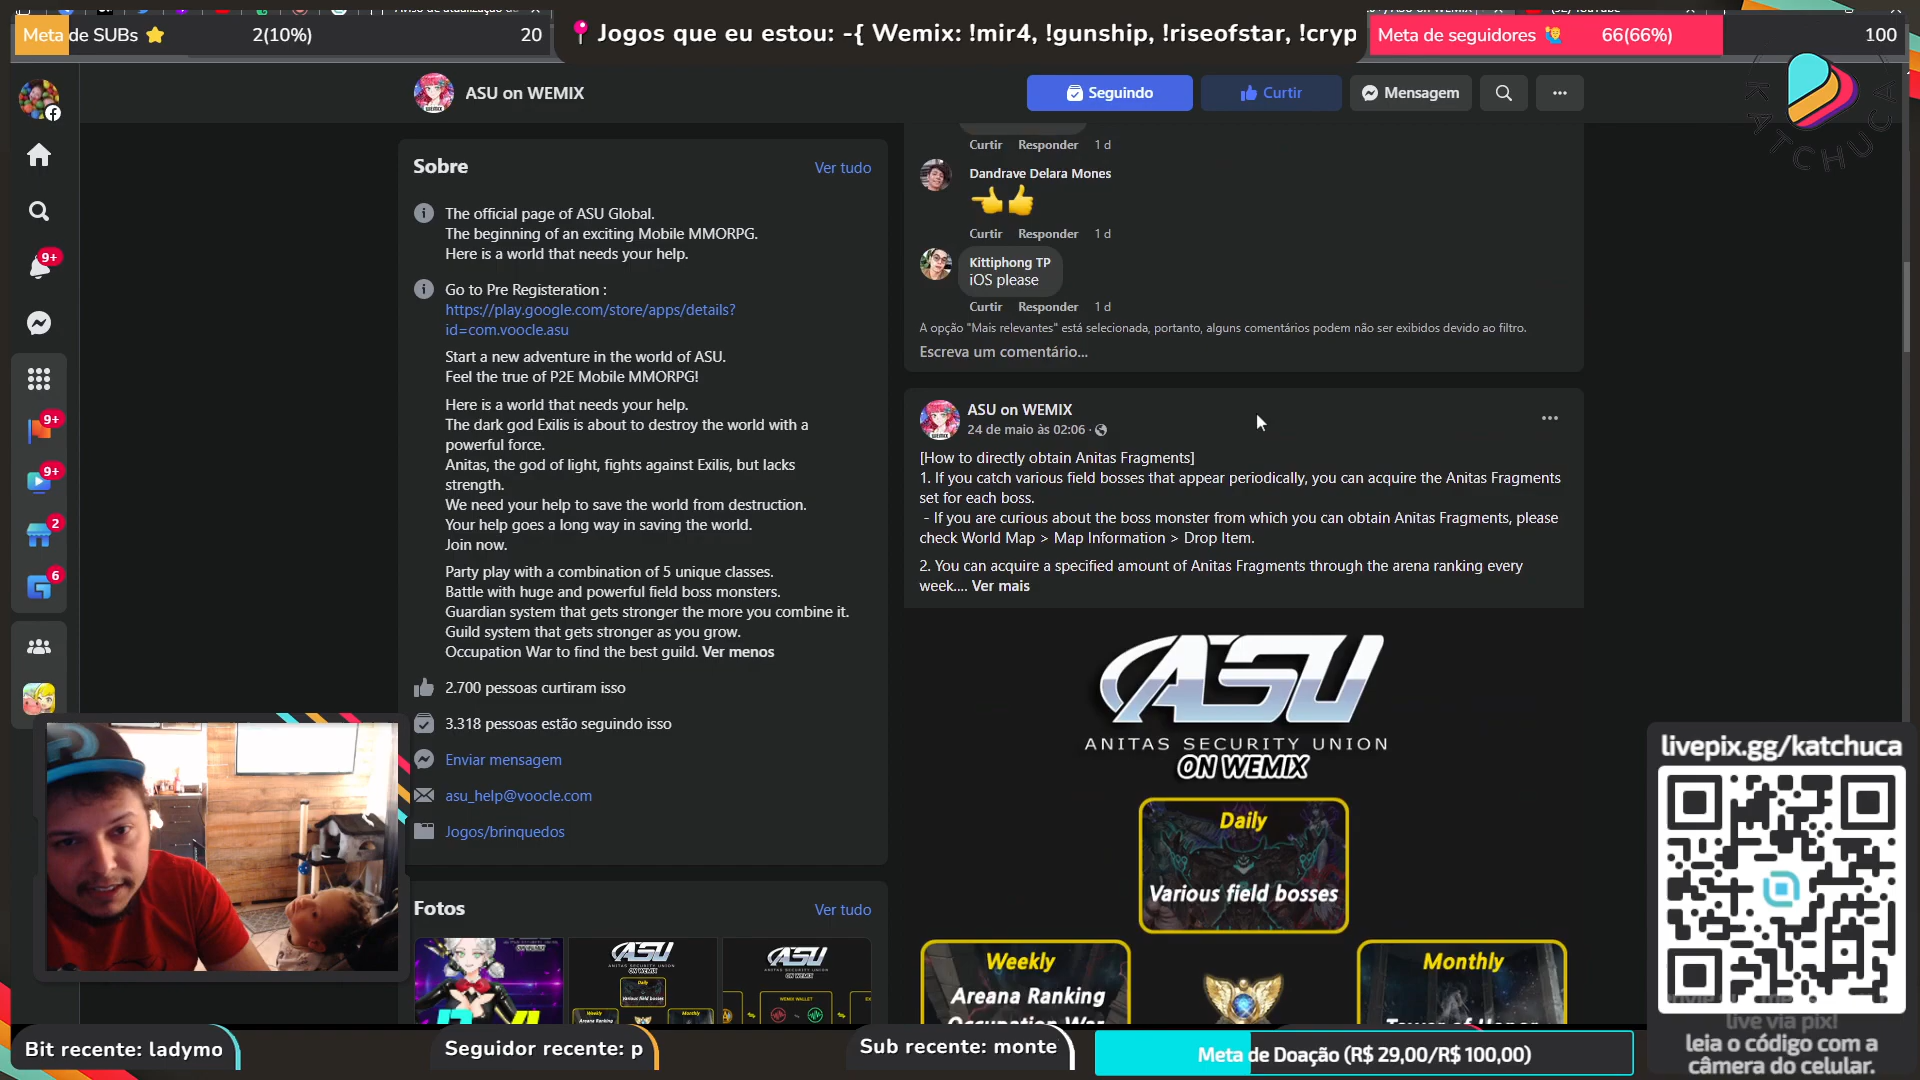 Meta de SUBs ⭐ 2(10%) 20
📍 Jogos que eu estou: -{ Wemix: !mir4, !gunship, !riseofstar, !cryp
Meta de seguidores 🙋 66(66%) 100
KATCHUCA
ASU on WEMIX
Seguindo
Curtir
Mensagem
Sobre
Ver tudo
The official page of ASU Global.
The beginning of an exciting Mobile MMORPG.
Here is a world that needs your help.
Go to Pre Registeration :
https://play.google.com/store/apps/details?
id=com.voocle.asu
Start a new adventure in the world of ASU.
Feel the true of P2E Mobile MMORPG!
Here is a world that needs your help.
The dark god Exilis is about to destroy the world with a
powerful force.
Anitas, the god of light, fights against Exilis, but lacks
strength.
We need your help to save the world from destruction.
Your help goes a long way in saving the world.
Join now.
Party play with a combination of 5 unique classes.
Battle with huge and powerful field boss monsters.
Guardian system that gets stronger the more you combine it.
Guild system that gets stronger as you grow.
Occupation War to find the best guild. Ver menos
2.700 pessoas curtiram isso
3.318 pessoas estão seguindo isso
Enviar mensagem
asu_help@voocle.com
Jogos/brinquedos
Fotos
Ver tudo
9+
9+
9+
2
6
Curtir Responder 1 d
Dandrave Delara Mones
👈👍
Curtir Responder 1 d
Kittiphong TP
iOS please
Curtir Responder 1 d
A opção "Mais relevantes" está selecionada, portanto, alguns comentários podem não ser exibidos devido ao filtro.
Escreva um comentário...
ASU on WEMIX
24 de maio às 02:06 ·
[How to directly obtain Anitas Fragments]
1. If you catch various field bosses that appear periodically, you can acquire the Anitas Fragments
set for each boss.
- If you are curious about the boss monster from which you can obtain Anitas Fragments, please
check World Map > Map Information > Drop Item.
2. You can acquire a specified amount of Anitas Fragments through the arena ranking every
week.... Ver mais
ASU
ANITAS SECURITY UNION
ON WEMIX
Daily
Various field bosses
Weekly
Areana Ranking
Occupation War
Monthly
Tower of Honor
livepix.gg/katchuca
live via pix!
leia o código com a
câmera do celular.
Bit recente: ladymo
Seguidor recente: p
Sub recente: monte
Meta de Doação (R$ 29,00/R$ 100,00)